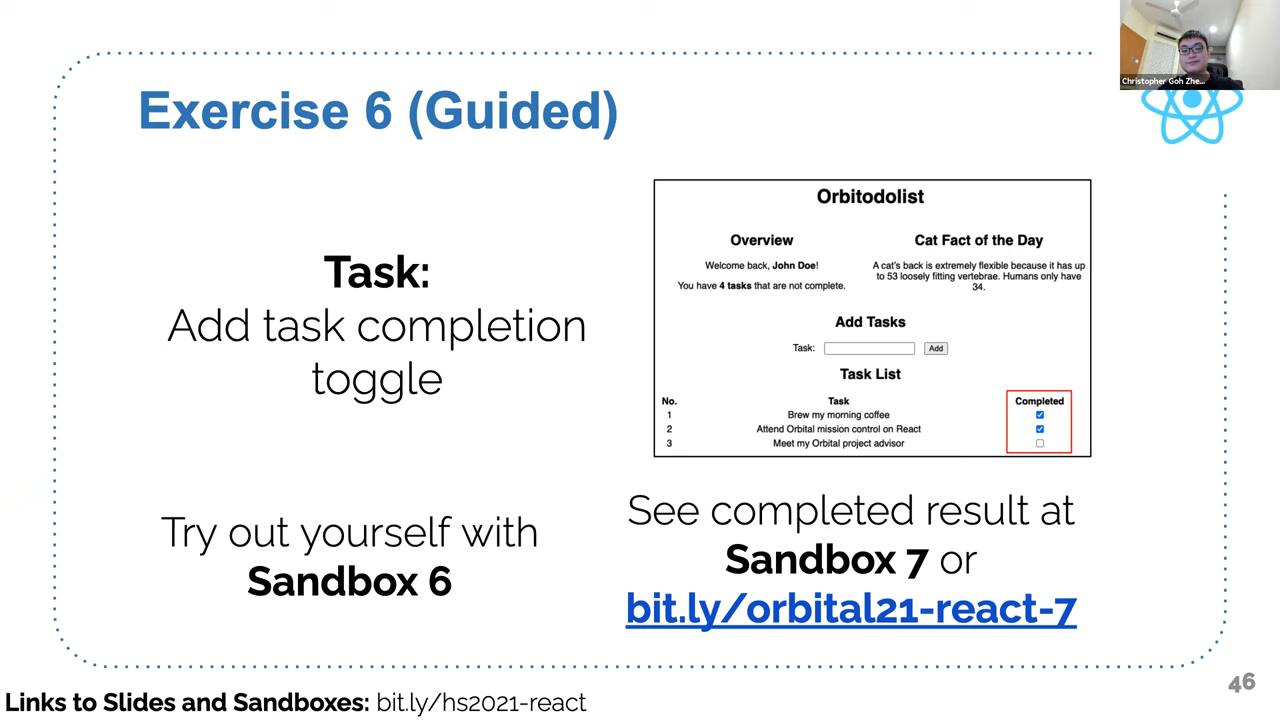 Christopher Goh Zhe...
Exercise 6 (Guided)
Task:
Add task completion
toggle
Try out yourself with
Sandbox 6
Orbitodolist
Overview
Welcome back, John Doe!
You have 4 tasks that are not complete.
Cat Fact of the Day
A cat's back is extremely flexible because it has up
to 53 loosely fitting vertebrae. Humans only have
34.
Add Tasks
Task: Add
Task List
No. Task Completed
1 Brew my morning coffee
2 Attend Orbital mission control on React
3 Meet my Orbital project advisor
See completed result at
Sandbox 7 or
bit.ly/orbital21-react-7
46
Links to Slides and Sandboxes: bit.ly/hs2021-react